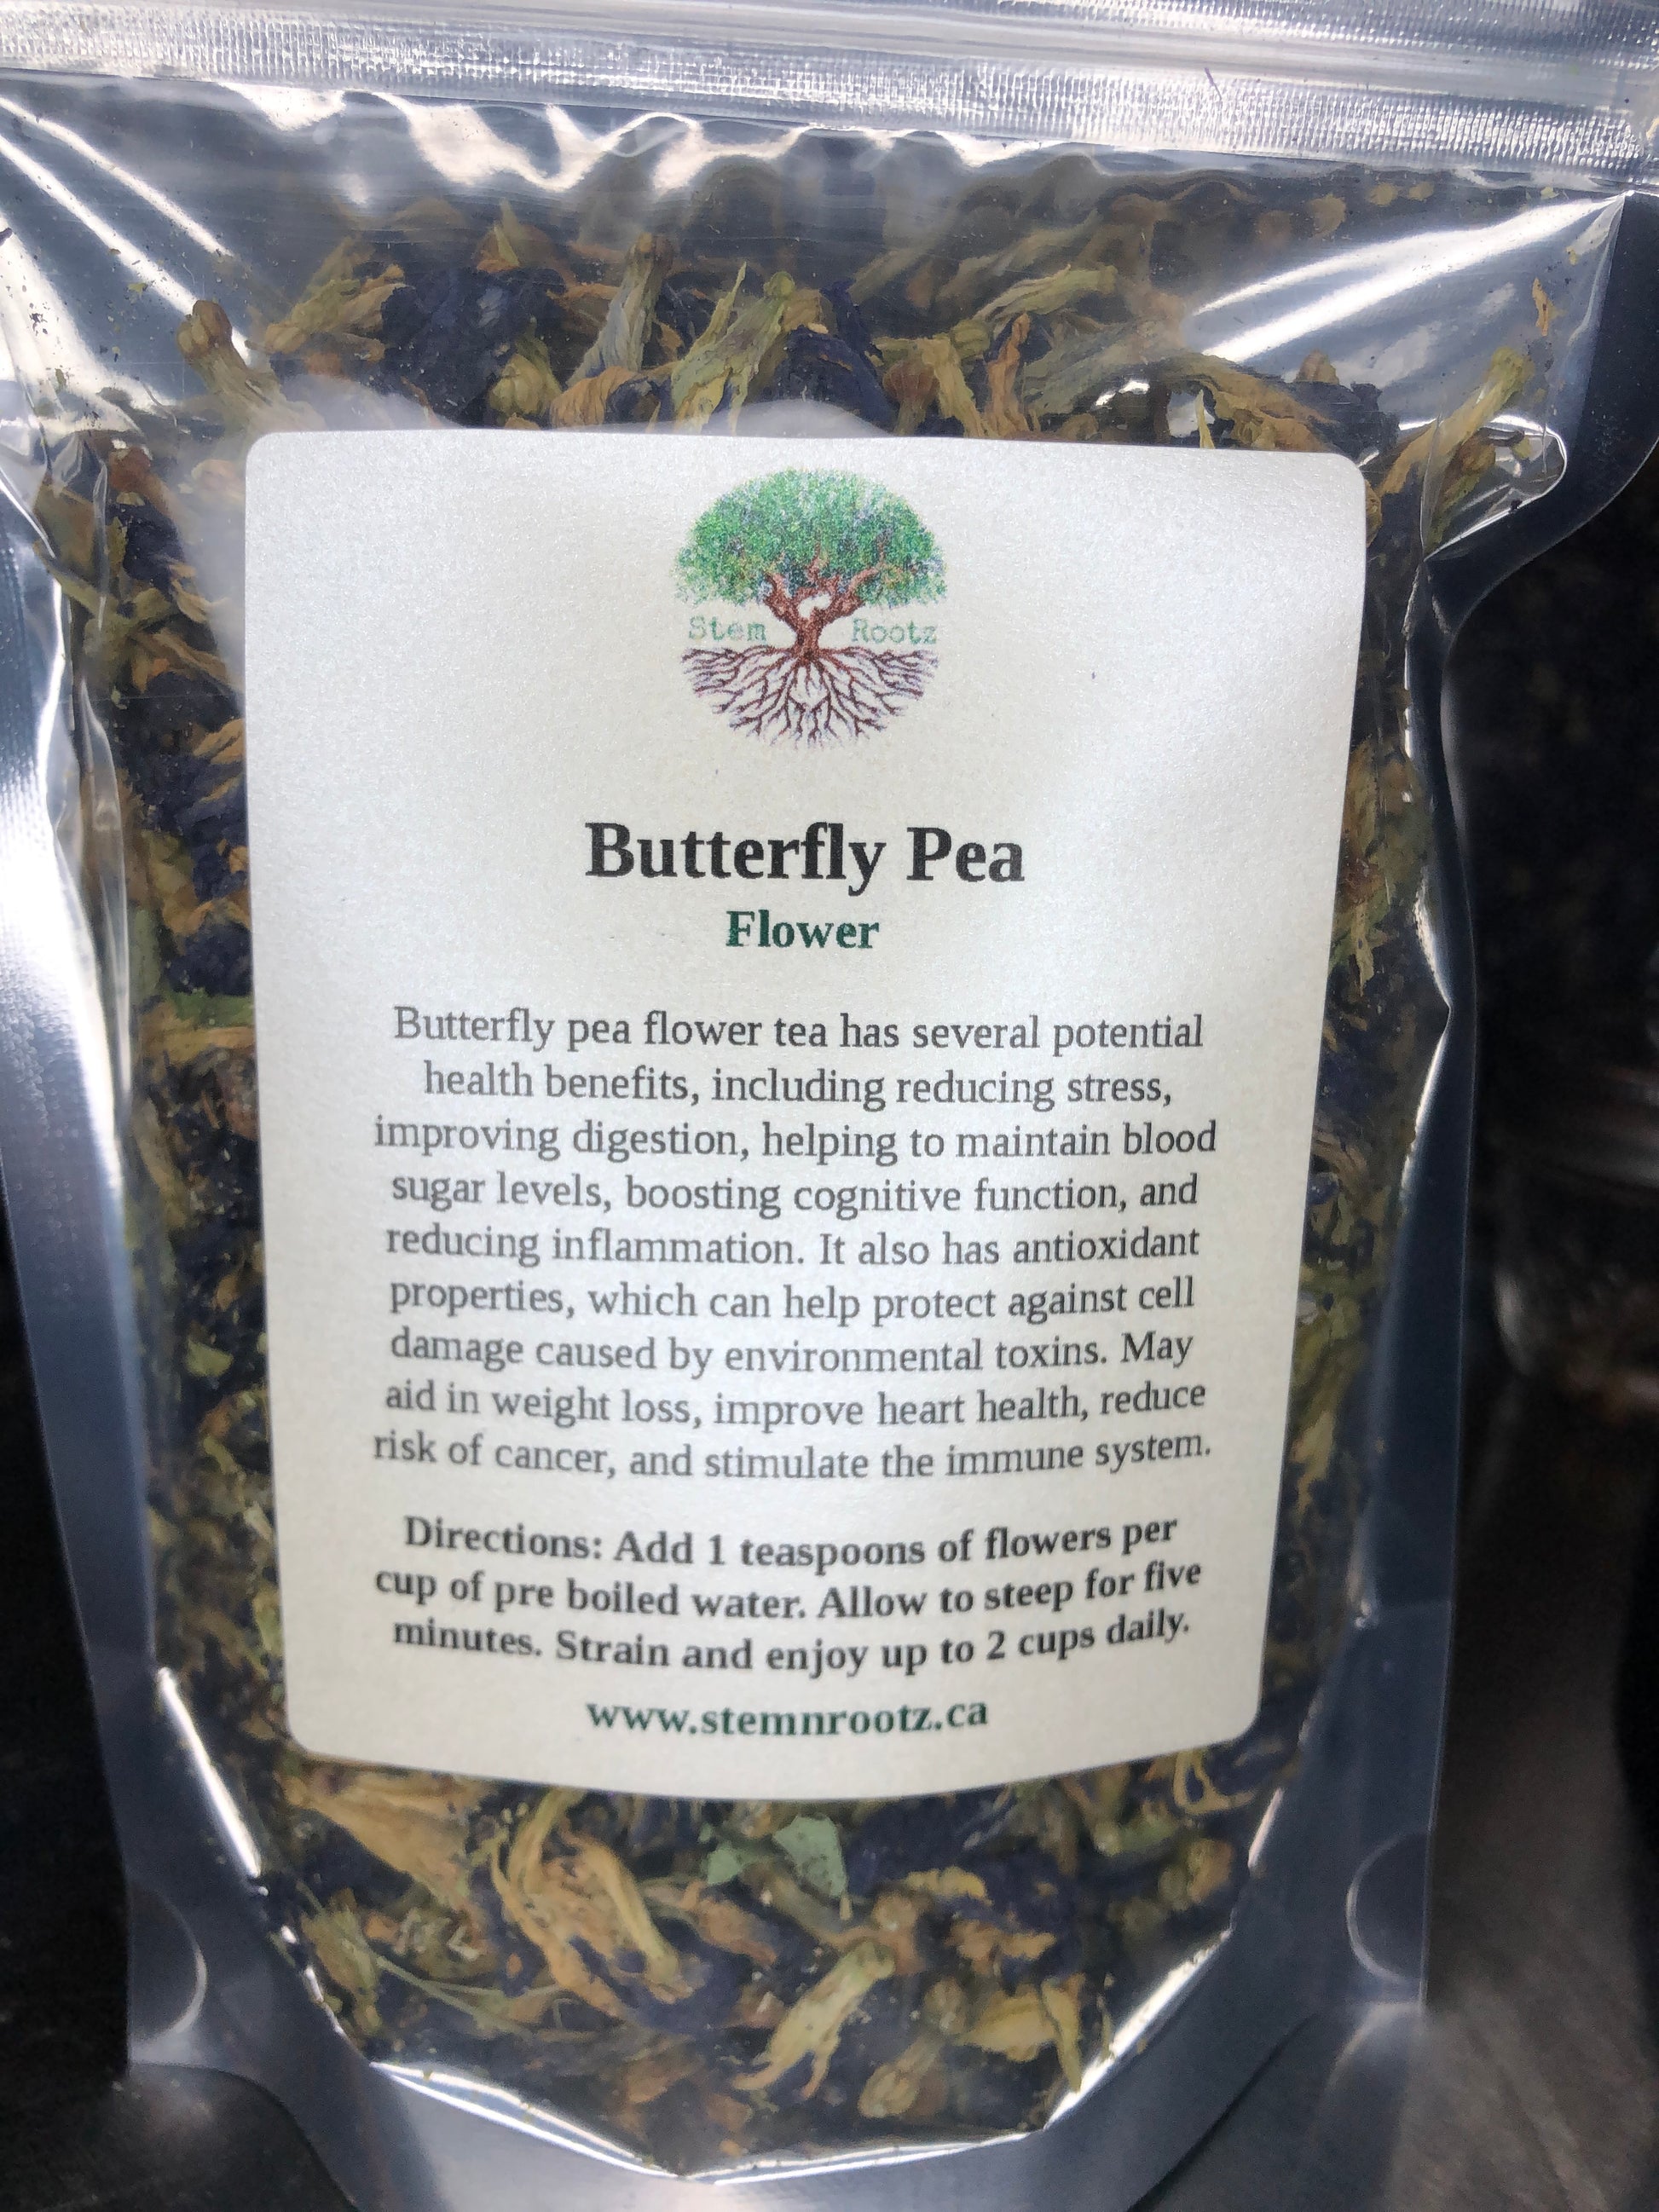 Stem Rootz
Butterfly Pea
Flower
Butterfly pea flower tea has several potential
health benefits, including reducing stress,
improving digestion, helping to maintain blood
sugar levels, boosting cognitive function, and
reducing inflammation. It also has antioxidant
properties, which can help protect against cell
damage caused by environmental toxins. May
aid in weight loss, improve heart health, reduce
risk of cancer, and stimulate the immune system.
Directions: Add 1 teaspoons of flowers per
cup of pre boiled water. Allow to steep for five
minutes. Strain and enjoy up to 2 cups daily.
www.stemnrootz.ca